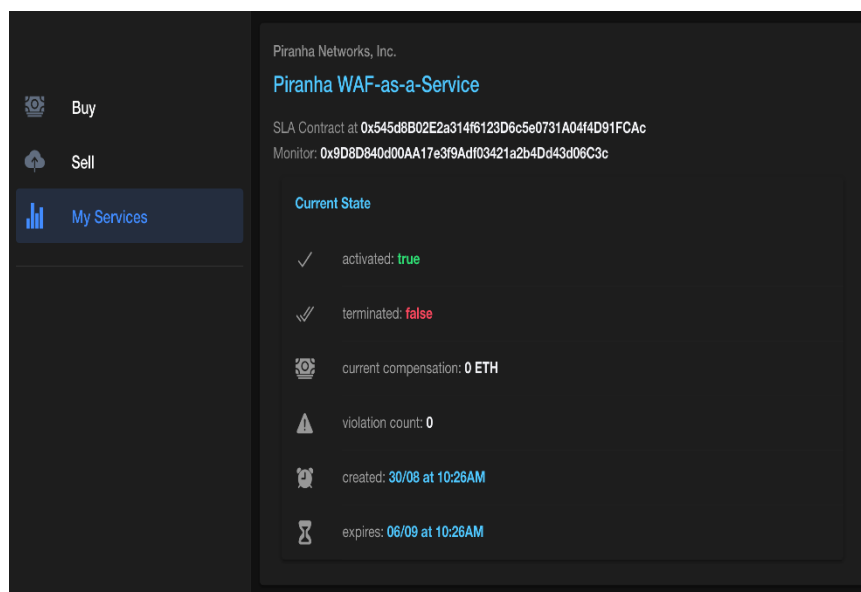 Buy
Sell
My Services
Piranha Networks, Inc.
Piranha WAF-as-a-Service
SLA Contract at 0x545d8B02E2a314f6123D6c5e0731A04f4D91FCAc
Monitor: 0x9D8D840d00AA17e3f9Adf03421a2b4Dd43d06C3c
Current State
activated: true
terminated: false
current compensation: 0 ETH
violation count: 0
created: 30/08 at 10:26AM
expires: 06/09 at 10:26AM